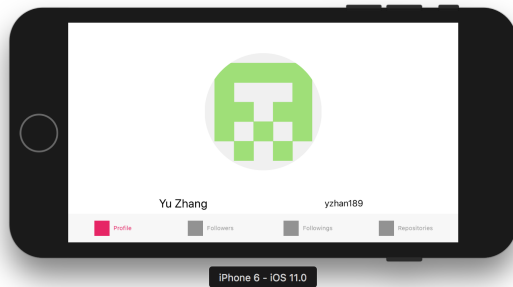 Yu Zhang yzhan189
Profile Followers Followings Repositories
iPhone 6 - iOS 11.0